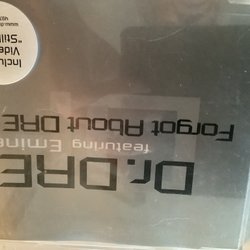 Dr.DRE
featuring Emine
Forgot About DRE
Inclu
Vide
"Still